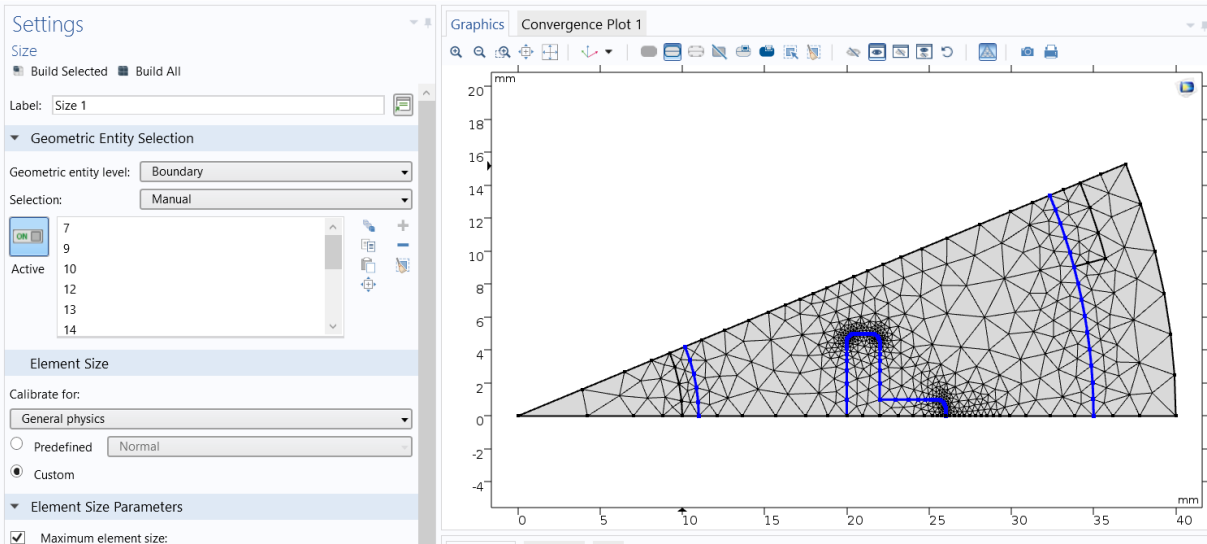 Settings
Size
Build Selected Build All
Label: Size 1
Geometric Entity Selection
Geometric entity level: Boundary
Selection: Manual
ON
Active
7
9
10
12
13
14
Element Size
Calibrate for:
General physics
Predefined Normal
Custom
Element Size Parameters
Maximum element size:
Graphics Convergence Plot 1
mm
20
18
16
14
12
10
8
6
4
2
0
-2
-4
mm
0 5 10 15 20 25 30 35 40